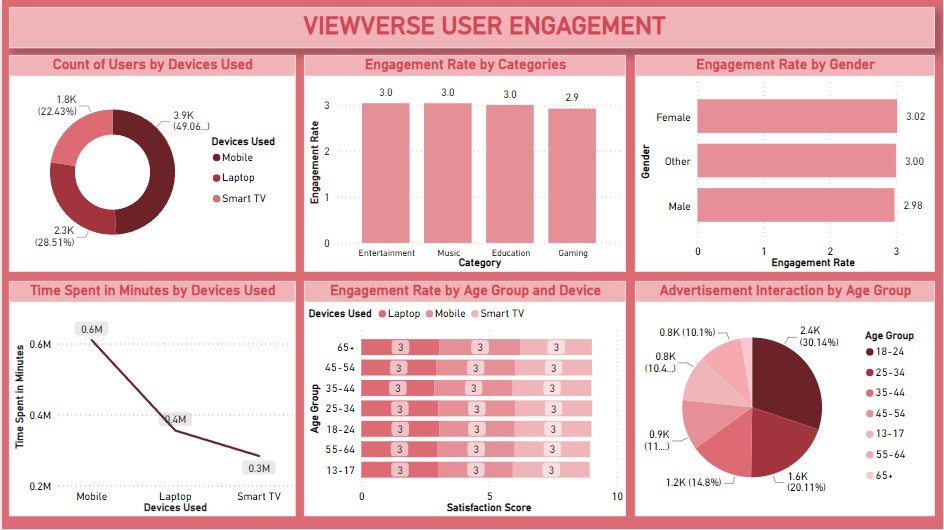 VIEWVERSE USER ENGAGEMENT
Count of Users by Devices Used
1.8K
(22.43%)
3.9K
(49.06...)
2.3K
(28.51%)
Devices Used
Mobile
Laptop
Smart TV
Engagement Rate by Categories
Engagement Rate
3
2
1
0
3.0
3.0
3.0
2.9
Entertainment
Music
Education
Gaming
Category
Engagement Rate by Gender
Gender
Female
3.02
Other
3.00
Male
2.98
0
1
2
3
Engagement Rate
Time Spent in Minutes by Devices Used
Time Spent in Minutes
0.6M
0.4M
0.2M
0.6M
0.4M
0.3M
Mobile
Laptop
Smart TV
Devices Used
Engagement Rate by Age Group and Device
Devices Used
Laptop
Mobile
Smart TV
Age Group
65+
3
3
3
45-54
3
3
3
35-44
3
3
3
25-34
3
3
3
18-24
3
3
3
55-64
3
3
3
13-17
3
3
3
0
5
10
Satisfaction Score
Advertisement Interaction by Age Group
0.8K (10.1%)
2.4K
(30.14%)
0.8K
(10.4...)
0.9K
(11....)
1.2K (14.8%)
1.6K
(20.11%)
Age Group
18-24
25-34
35-44
45-54
13-17
55-64
65+